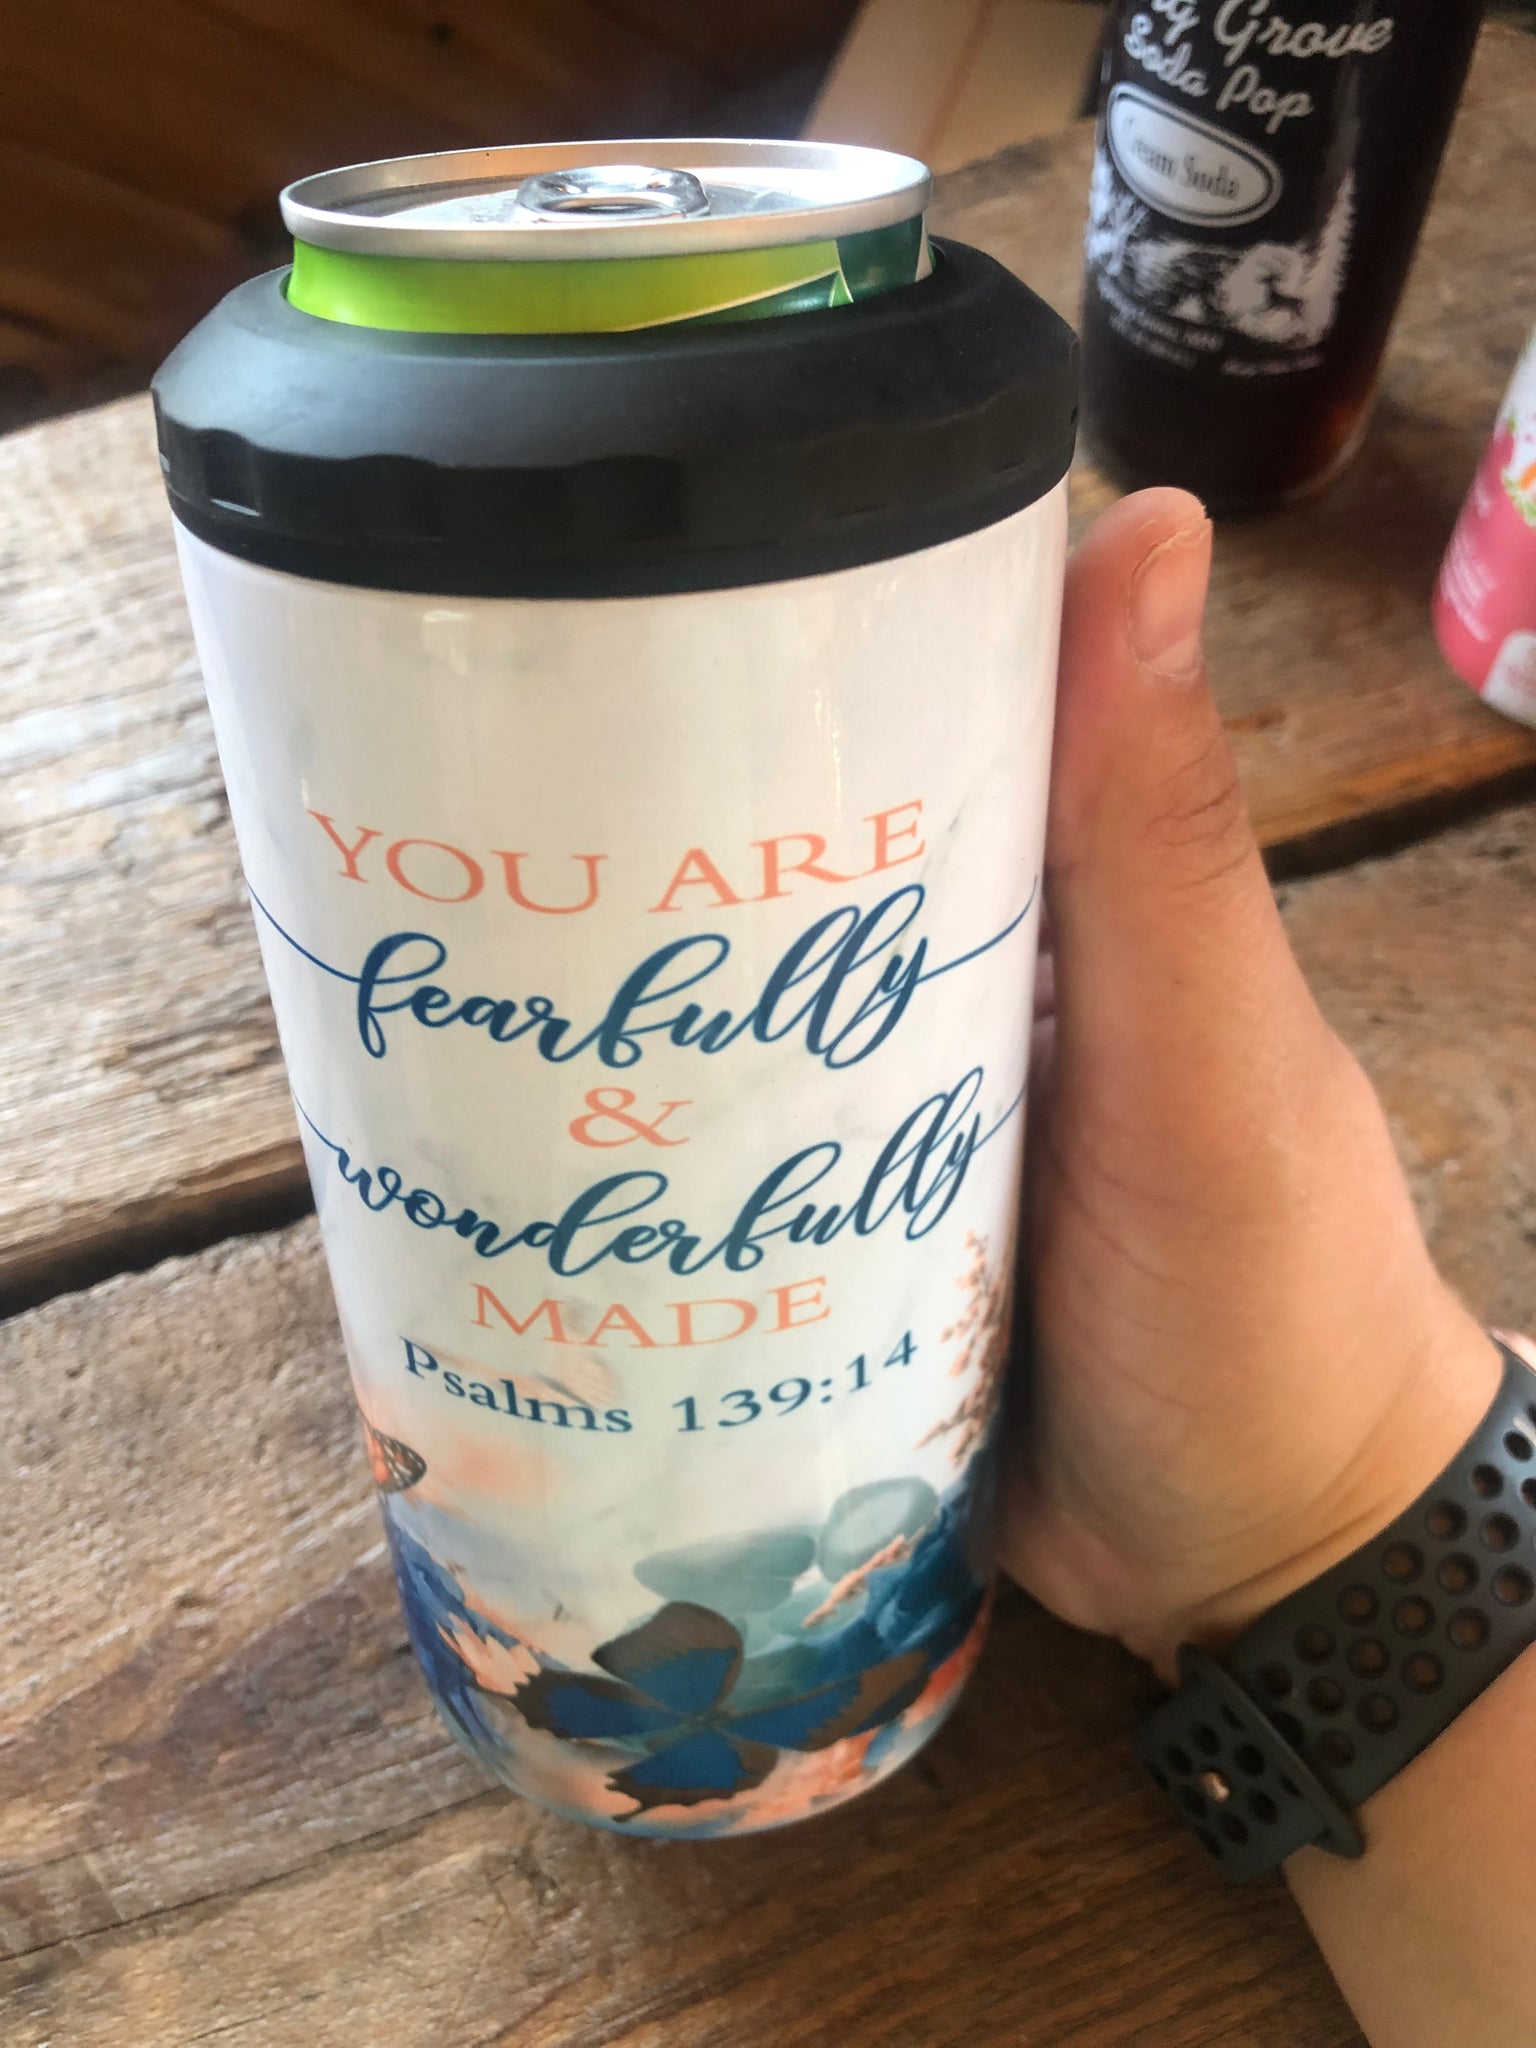 YOU ARE
fearfully
&
wonderfully
MADE
Psalms 139:14
Grove
Soda Pop
Cream Soda